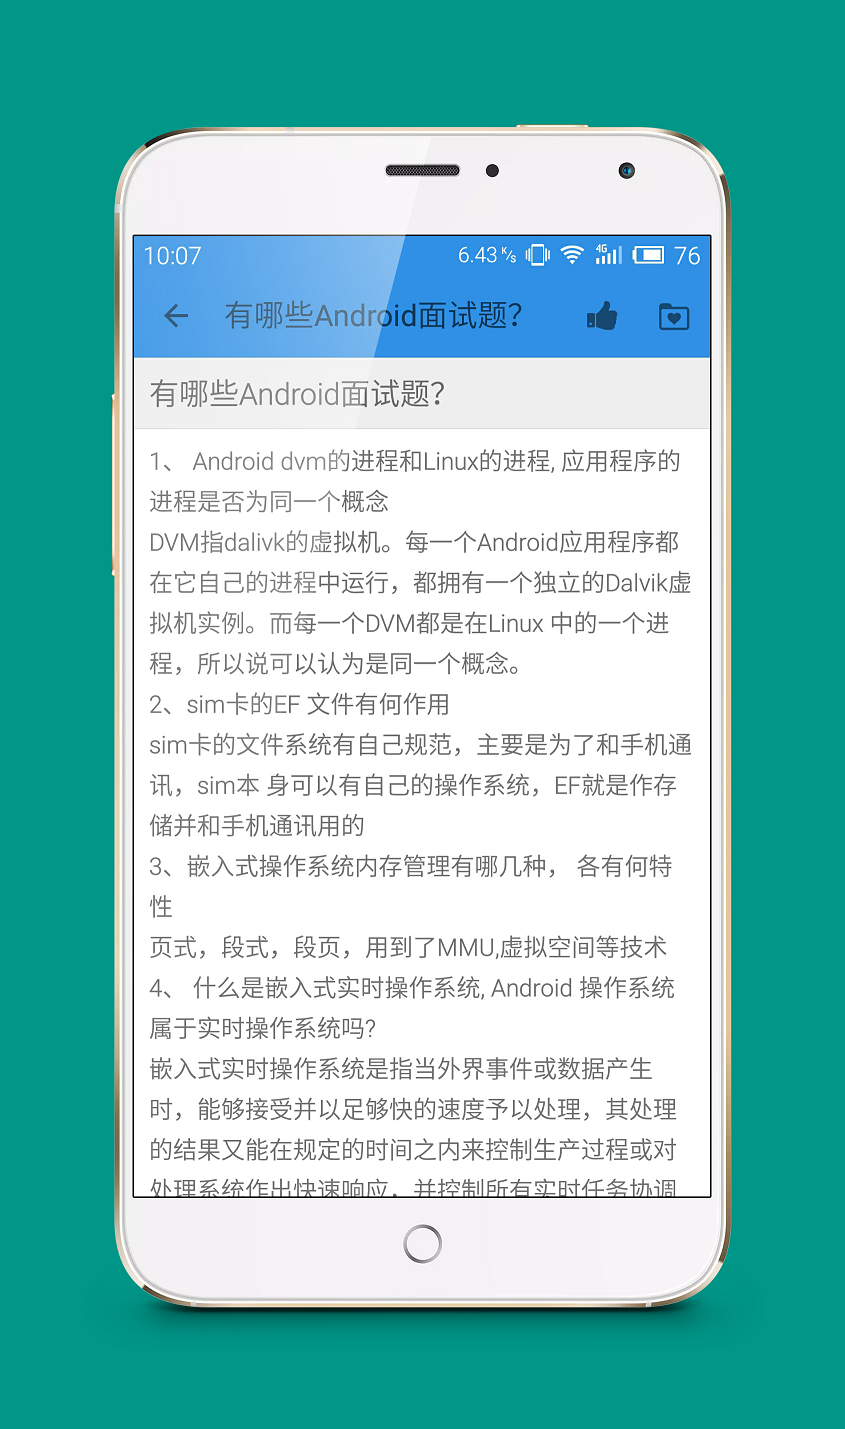 10:07 6.43 K/s 4G 76
有哪些Android面试题？
有哪些Android面试题？
1、 Android dvm的进程和Linux的进程, 应用程序的
进程是否为同一个概念
DVM指dalivk的虚拟机。每一个Android应用程序都
在它自己的进程中运行，都拥有一个独立的Dalvik虚
拟机实例。而每一个DVM都是在Linux 中的一个进
程，所以说可以认为是同一个概念。
2、sim卡的EF 文件有何作用
sim卡的文件系统有自己规范，主要是为了和手机通
讯，sim本 身可以有自己的操作系统，EF就是作存
储并和手机通讯用的
3、嵌入式操作系统内存管理有哪几种， 各有何特
性
页式，段式，段页，用到了MMU,虚拟空间等技术
4、 什么是嵌入式实时操作系统, Android 操作系统
属于实时操作系统吗?
嵌入式实时操作系统是指当外界事件或数据产生
时，能够接受并以足够快的速度予以处理，其处理
的结果又能在规定的时间之内来控制生产过程或对
处理系统作出快速响应，并控制所有实时任务协调